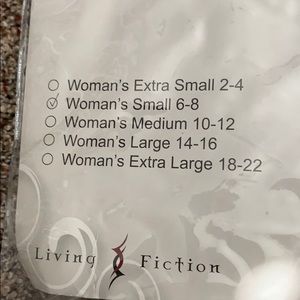 Woman's Extra Small 2-4
Woman's Small 6-8
Woman's Medium 10-12
Woman's Large 14-16
Woman's Extra Large 18-22
Living Fiction